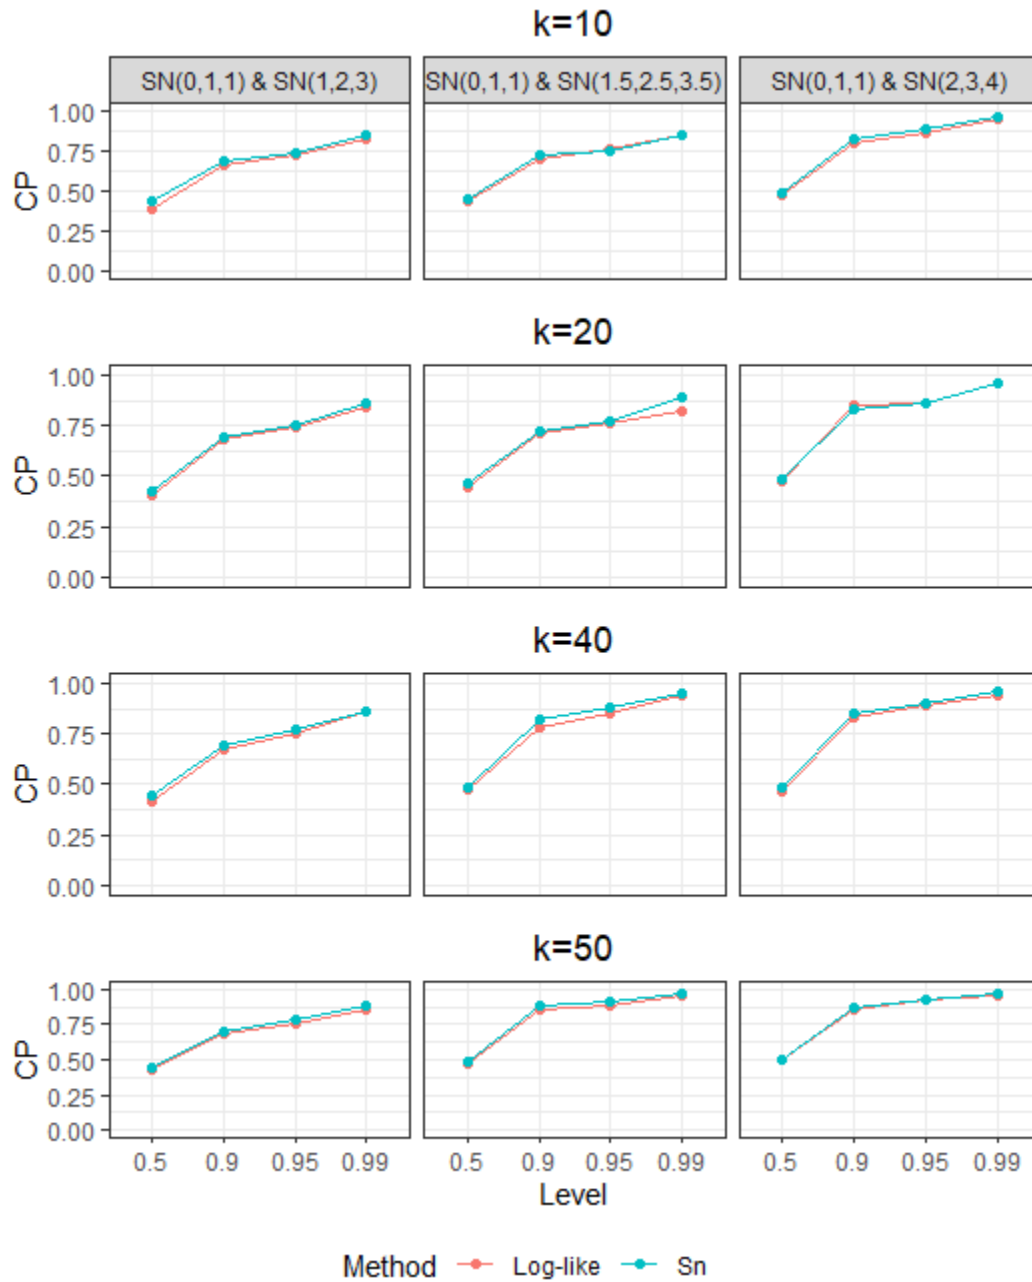 k=10
SN(0,1,1) & SN(1,2,3) SN(0,1,1) & SN(1.5,2.5,3.5) SN(0,1,1) & SN(2,3,4)
1.00
0.75
0.50
0.25
0.00
CP
k=20
1.00
0.75
0.50
0.25
0.00
CP
k=40
1.00
0.75
0.50
0.25
0.00
CP
k=50
1.00
0.75
0.50
0.25
0.00
CP
0.5 0.9 0.95 0.99 0.5 0.9 0.95 0.99 0.5 0.9 0.95 0.99
Level
Method Log-like Sn